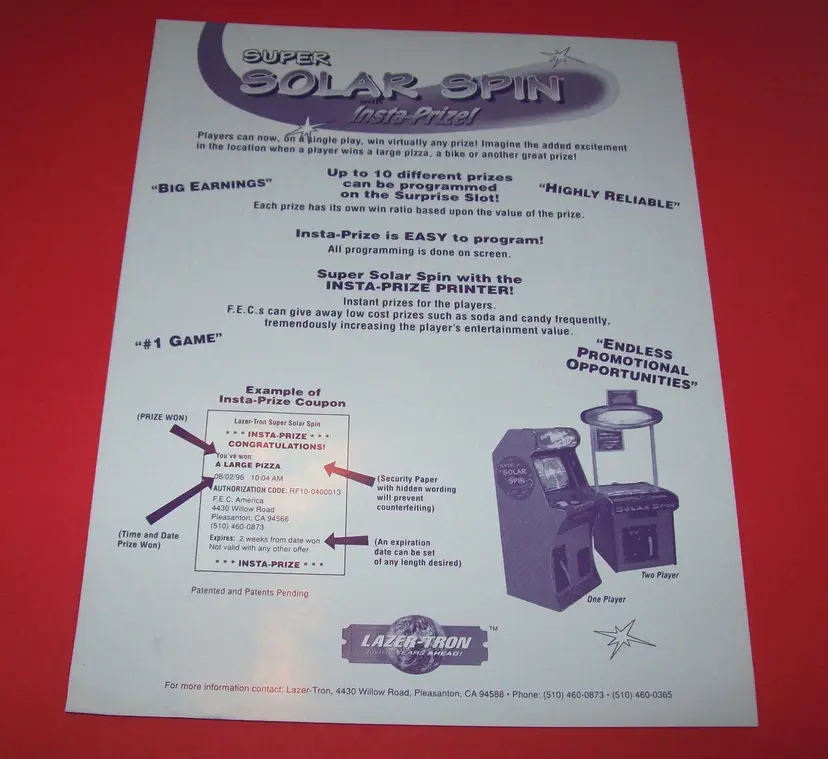 SUPER
SOLAR SPIN
with
Insta-Prize!
Players can now, on a single play, win virtually any prize! Imagine the added excitement
in the location when a player wins a large pizza, a bike or another great prize!
"BIG EARNINGS"
Up to 10 different prizes
can be programmed
on the Surprise Slot!
"HIGHLY RELIABLE"
Each prize has its own win ratio based upon the value of the prize.
Insta-Prize is EASY to program!
All programming is done on screen.
Super Solar Spin with the
INSTA-PRIZE PRINTER!
Instant prizes for the players.
F.E.C.s can give away low cost prizes such as soda and candy frequently,
tremendously increasing the player's entertainment value.
"#1 GAME"
"ENDLESS
PROMOTIONAL
OPPORTUNITIES"
Example of
Insta-Prize Coupon
(PRIZE WON)
Lazer-Tron Super Solar Spin
* * * INSTA-PRIZE * * *
CONGRATULATIONS!
You've won:
A LARGE PIZZA
08/02/96 10:04 AM
AUTHORIZATION CODE: RF10-0400013
F.E.C. America
4430 Willow Road
Pleasanton, CA 94566
(510) 460-0873
Expires: 2 weeks from date won
Not valid with any other offer.
* * * INSTA-PRIZE * * *
(Time and Date
Prize Won)
(Security Paper
with hidden wording
will prevent
counterfeiting)
(An expiration
date can be set
of any length desired)
Patented and Patents Pending
SOLAR
SPIN
SOLAR SPIN
One Player
Two Player
LAZER-TRON
LIGHT YEARS AHEAD!
TM
For more information contact: Lazer-Tron, 4430 Willow Road, Pleasanton, CA 94588 • Phone: (510) 460-0873 • (510) 460-0365